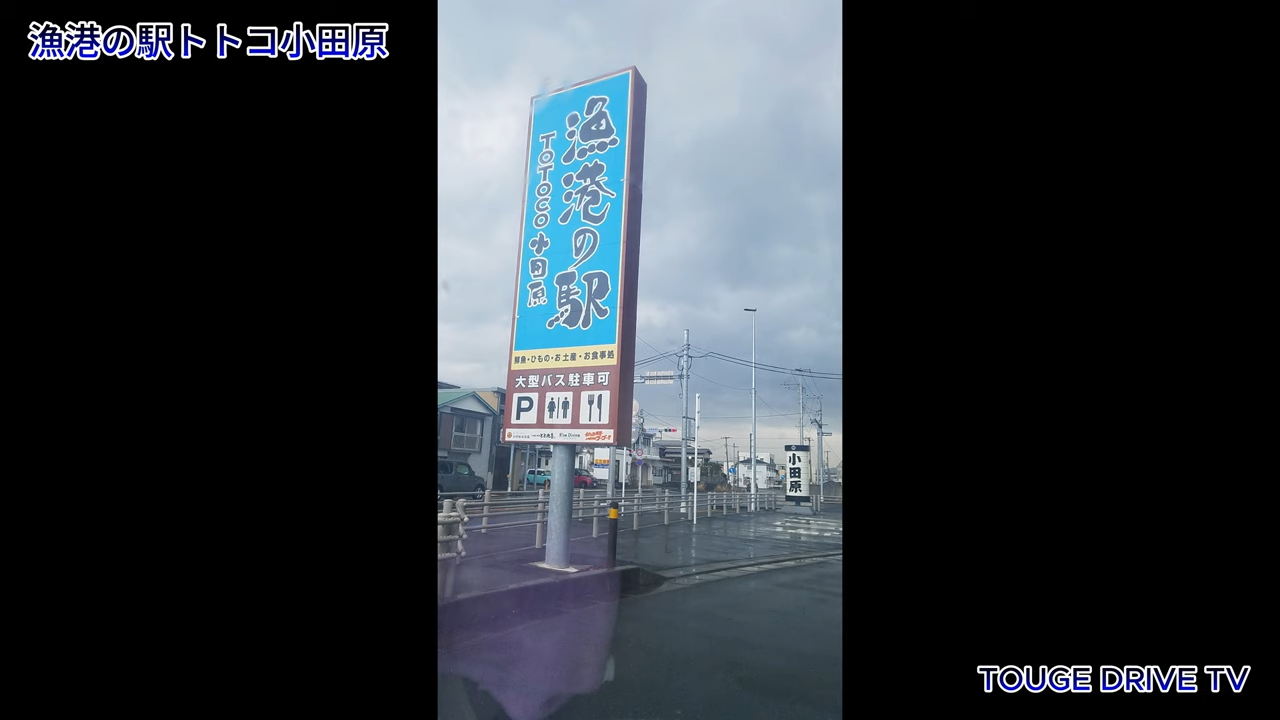 漁港の駅トトコ小田原
漁港の駅
TOTOCO小田原
鮮魚・ひもの・お土産・お食事処
大型バス駐車可
P
小田原
TOUGE DRIVE TV